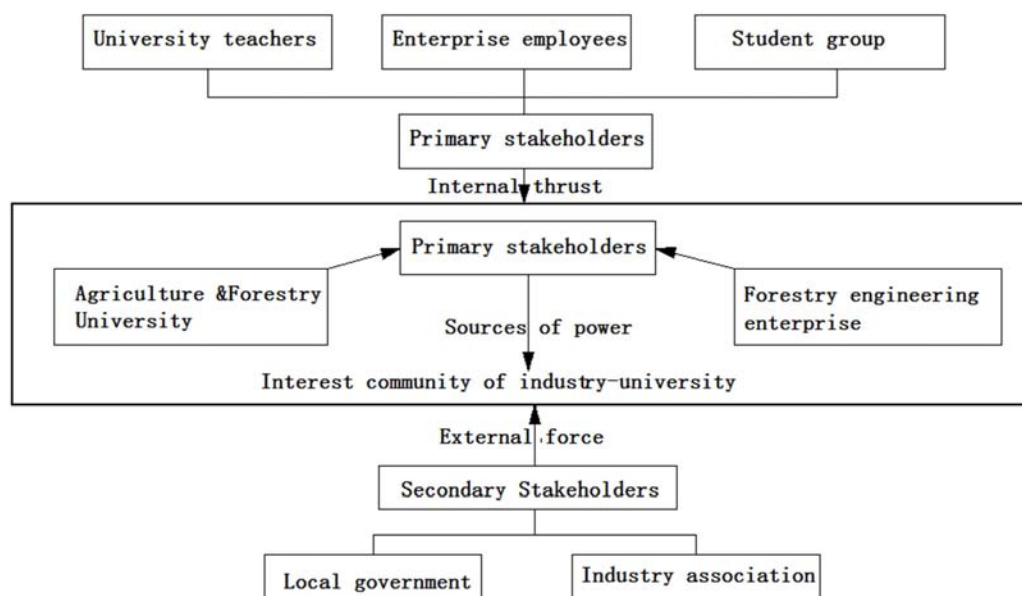 University teachers
Enterprise employees
Student group
Primary stakeholders
Internal thrust
Primary stakeholders
Agriculture &Forestry
University
Forestry engineering
enterprise
Sources of power
Interest community of industry-university
External force
Secondary Stakeholders
Local government
Industry association